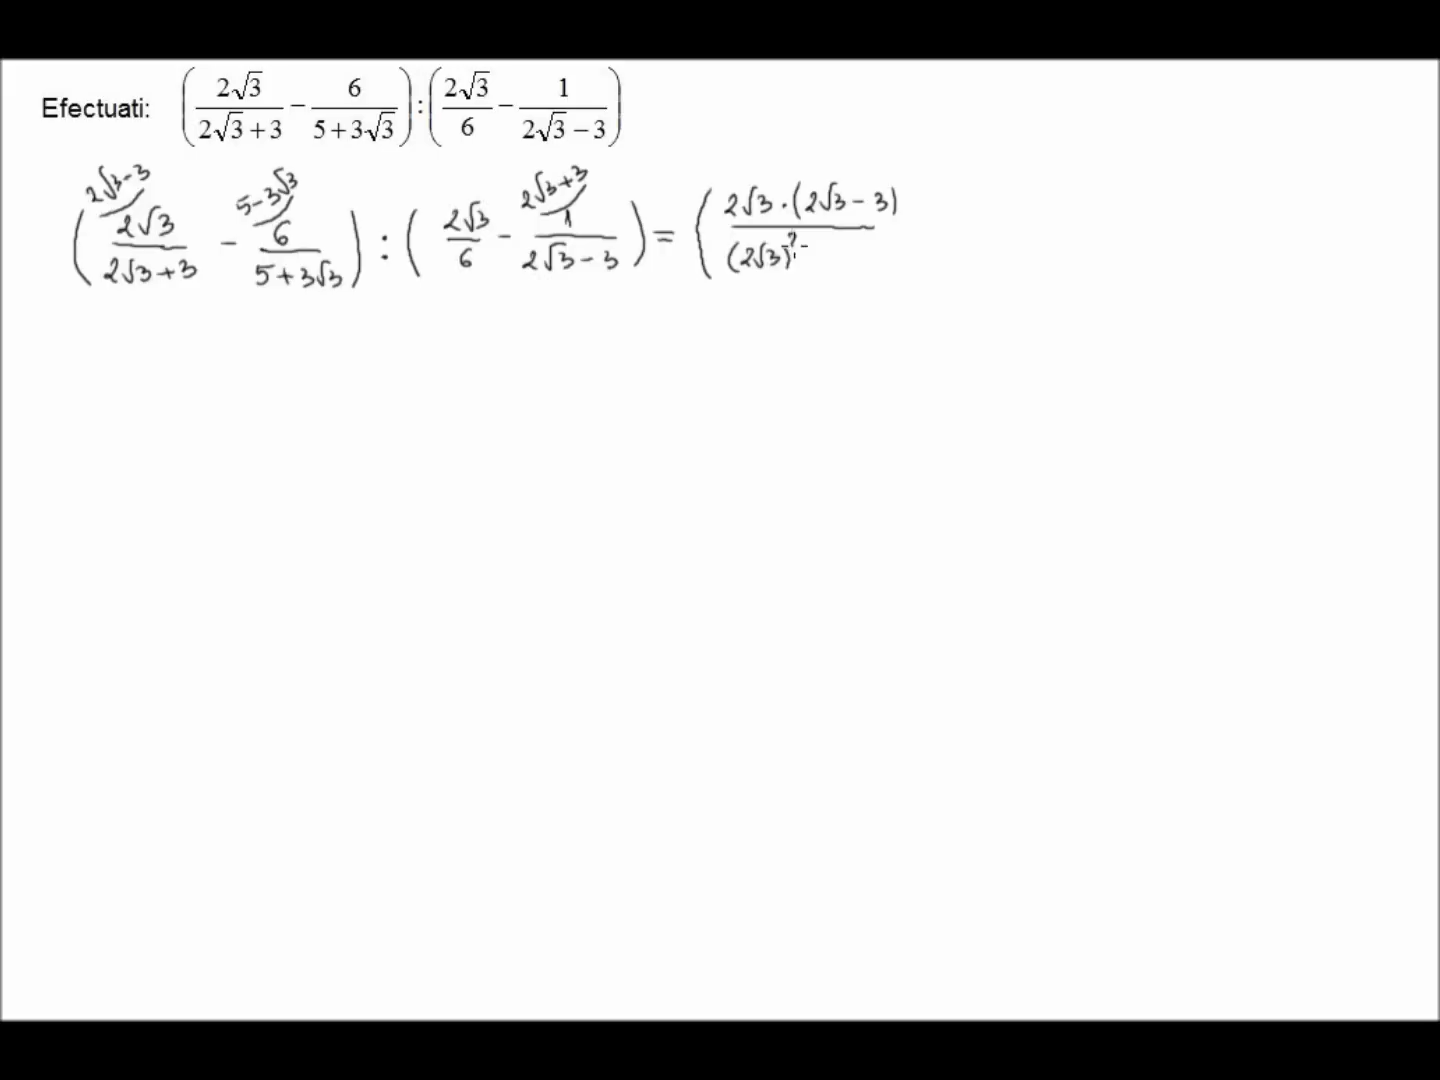 Efectuati: (2√3/(2√3+3) − 6/(5+3√3)) : (2√3/6 − 1/(2√3−3))
(²√³⁻³⁾2√3/(2√3+3) − ⁵⁻³√³⁾6/(5+3√3)) : (2√3/6 − ²√³⁺³⁾1/(2√3−3)) = (2√3·(2√3−3)/(2√3)²-